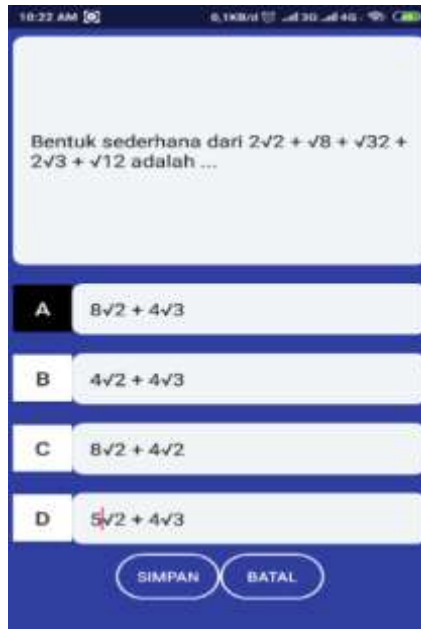 10:22 AM
Bentuk sederhana dari 2√2 + √8 + √32 +
2√3 + √12 adalah ...
A 8√2 + 4√3
B 4√2 + 4√3
C 8√2 + 4√2
D 5√2 + 4√3
SIMPAN BATAL